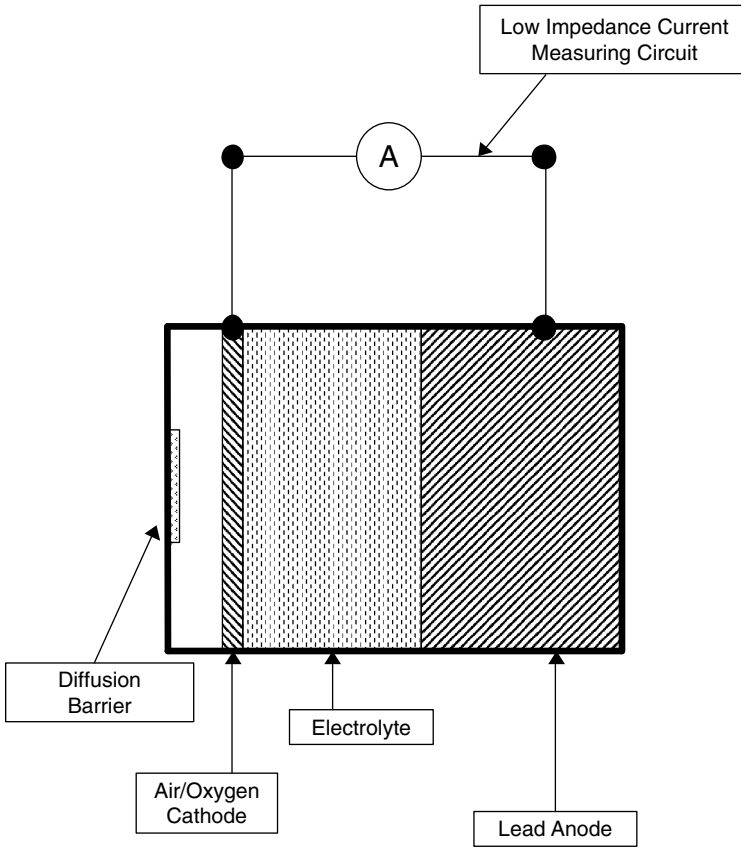 Low Impedance Current
Measuring Circuit
A
Diffusion
Barrier
Electrolyte
Air/Oxygen
Cathode
Lead Anode